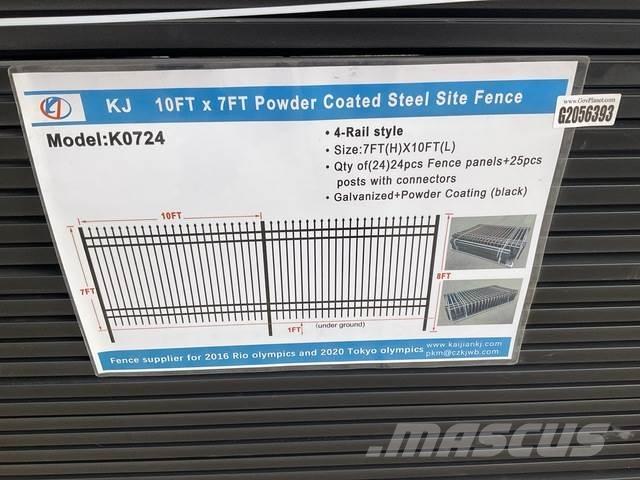 KJ 10FT x 7FT Powder Coated Steel Site Fence
www.GovPlanet.com
G2056393
Model:K0724
• 4-Rail style
• Size:7FT(H)X10FT(L)
• Qty of(24)24pcs Fence panels+25pcs
posts with connectors
• Galvanized+Powder Coating (black)
10FT
7FT
8FT
1FT
(under ground)
Fence supplier for 2016 Rio olympics and 2020 Tokyo olympics
www.kaijiankj.com
pkm@czkjwb.com
MASCUS